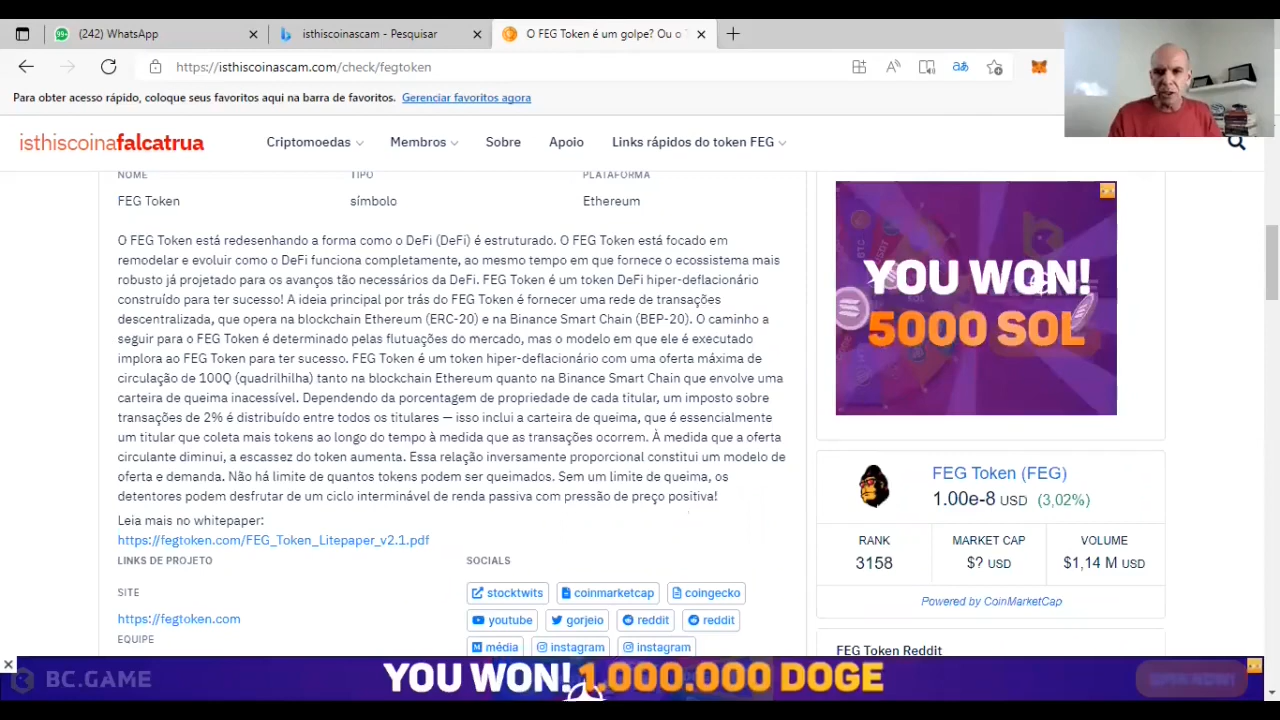 (242) WhatsApp
isthiscoinascam - Pesquisar
O FEG Token é um golpe? Ou o
https://isthiscoinascam.com/check/fegtoken
Para obter acesso rápido, coloque seus favoritos aqui na barra de favoritos. Gerenciar favoritos agora
isthiscoinafalcatrua
Criptomoedas
Membros
Sobre
Apoio
Links rápidos do token FEG
NOME
TIPO
PLATAFORMA
FEG Token
símbolo
Ethereum
O FEG Token está redesenhando a forma como o DeFi (DeFi) é estruturado. O FEG Token está focado em
remodelar e evoluir como o DeFi funciona completamente, ao mesmo tempo em que fornece o ecossistema mais
robusto já projetado para os avanços tão necessários da DeFi. FEG Token é um token DeFi hiper-deflacionário
construído para ter sucesso! A ideia principal por trás do FEG Token é fornecer uma rede de transações
descentralizada, que opera na blockchain Ethereum (ERC-20) e na Binance Smart Chain (BEP-20). O caminho a
seguir para o FEG Token é determinado pelas flutuações do mercado, mas o modelo em que ele é executado
implora ao FEG Token para ter sucesso. FEG Token é um token hiper-deflacionário com uma oferta máxima de
circulação de 100Q (quadrilhilha) tanto na blockchain Ethereum quanto na Binance Smart Chain que envolve uma
carteira de queima inacessível. Dependendo da porcentagem de propriedade de cada titular, um imposto sobre
transações de 2% é distribuído entre todos os titulares — isso inclui a carteira de queima, que é essencialmente
um titular que coleta mais tokens ao longo do tempo à medida que as transações ocorrem. À medida que a oferta
circulante diminui, a escassez do token aumenta. Essa relação inversamente proporcional constitui um modelo de
oferta e demanda. Não há limite de quantos tokens podem ser queimados. Sem um limite de queima, os
detentores podem desfrutar de um ciclo interminável de renda passiva com pressão de preço positiva!
Leia mais no whitepaper:
https://fegtoken.com/FEG_Token_Litepaper_v2.1.pdf
LINKS DE PROJETO
SITE
https://fegtoken.com
EQUIPE
SOCIALS
stocktwits
coinmarketcap
coingecko
youtube
gorjeio
reddit
reddit
média
instagram
instagram
YOU WON!
5000 SOL
FEG Token (FEG)
1.00e-8 USD (3,02%)
RANK
3158
MARKET CAP
$? USD
VOLUME
$1,14 M USD
Powered by CoinMarketCap
FEG Token Reddit
BC.GAME
YOU WON! 1.000.000 DOGE